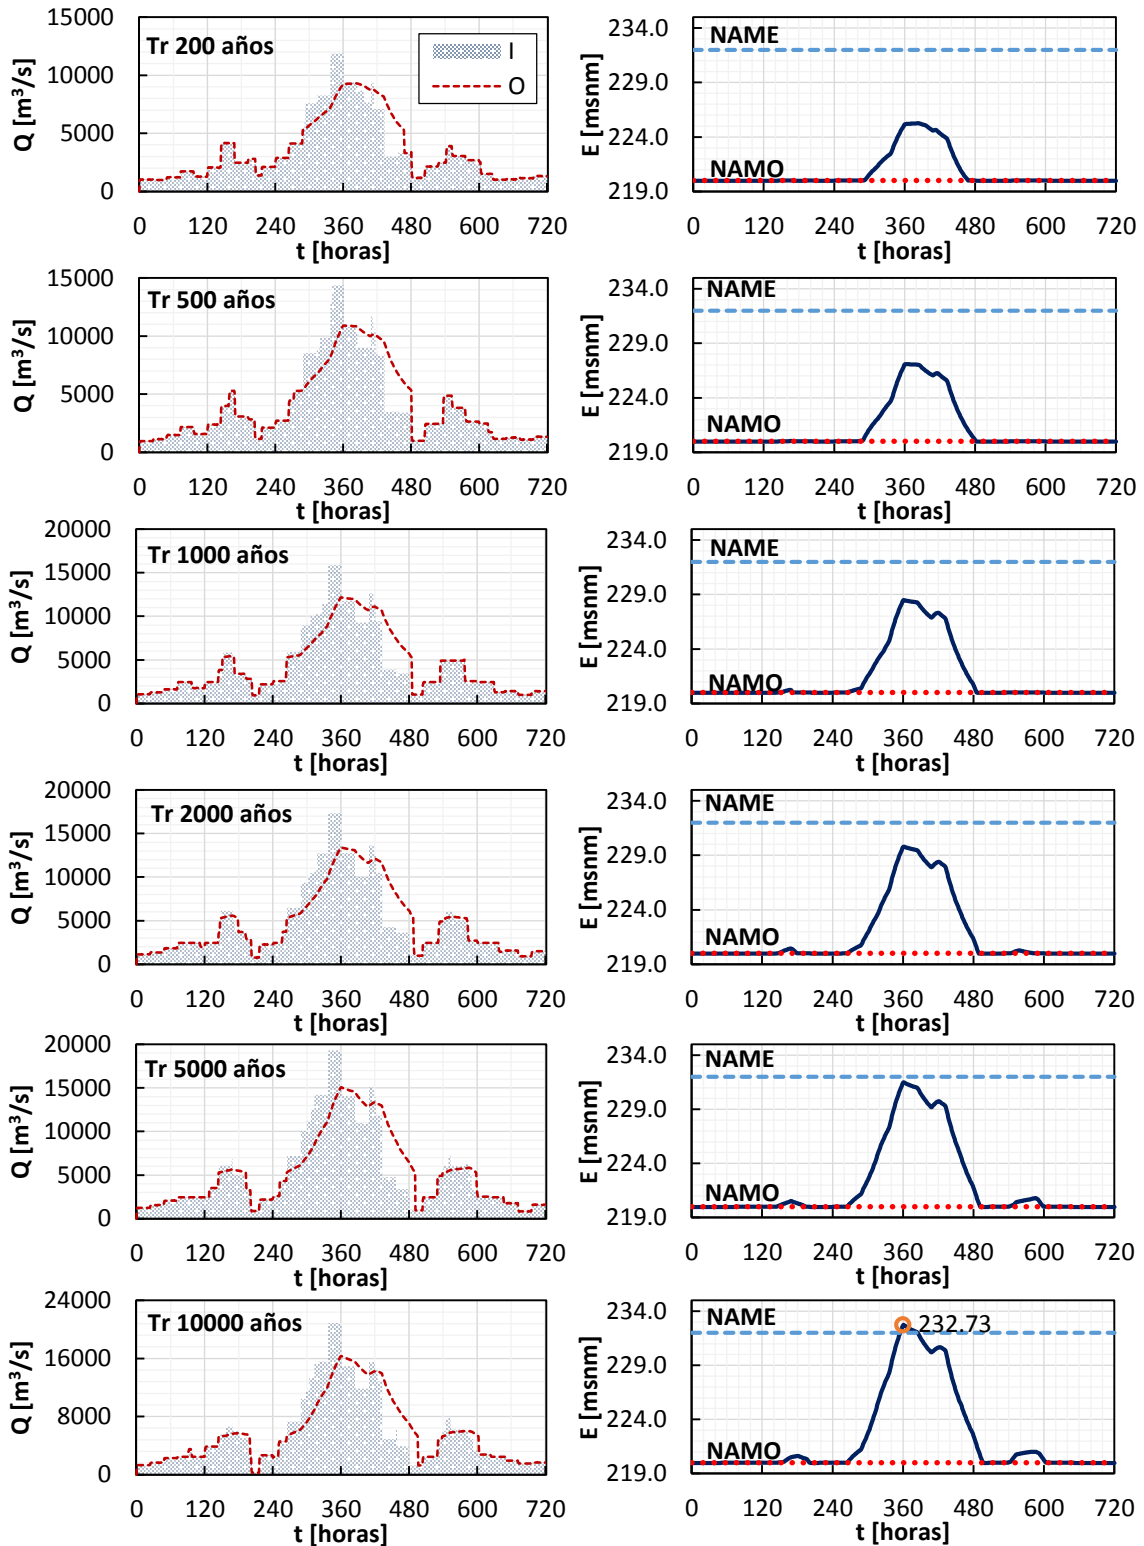 15000
10000
5000
0
Q [m³/s]
Tr 200 años
I
O
0 120 240 360 480 600 720
t [horas]
234.0
229.0
224.0
219.0
E [msnm]
NAME
NAMO
0 120 240 360 480 600 720
t [horas]
15000
10000
5000
0
Q [m³/s]
Tr 500 años
0 120 240 360 480 600 720
t [horas]
234.0
229.0
224.0
219.0
E [msnm]
NAME
NAMO
0 120 240 360 480 600 720
t [horas]
20000
15000
10000
5000
0
Q [m³/s]
Tr 1000 años
0 120 240 360 480 600 720
t [horas]
234.0
229.0
224.0
219.0
E [msnm]
NAME
NAMO
0 120 240 360 480 600 720
t [horas]
20000
15000
10000
5000
0
Q [m³/s]
Tr 2000 años
0 120 240 360 480 600 720
t [horas]
234.0
229.0
224.0
219.0
E [msnm]
NAME
NAMO
0 120 240 360 480 600 720
t [horas]
20000
15000
10000
5000
0
Q [m³/s]
Tr 5000 años
0 120 240 360 480 600 720
t [horas]
234.0
229.0
224.0
219.0
E [msnm]
NAME
NAMO
0 120 240 360 480 600 720
t [horas]
24000
16000
8000
0
Q [m³/s]
Tr 10000 años
0 120 240 360 480 600 720
t [horas]
234.0
229.0
224.0
219.0
E [msnm]
NAME
232.73
NAMO
0 120 240 360 480 600 720
t [horas]